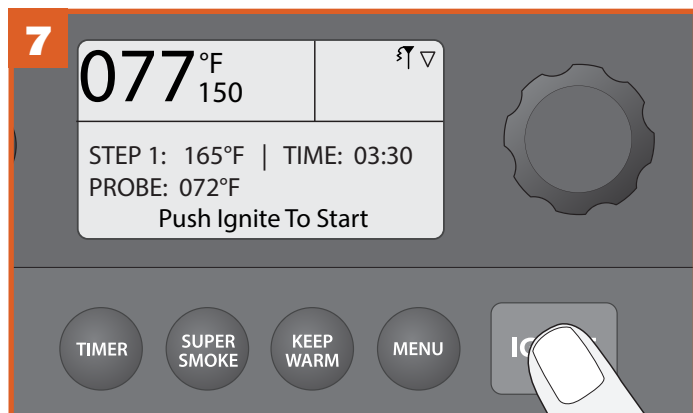 7
077°F
150
STEP 1: 165°F | TIME: 03:30
PROBE: 072°F
Push Ignite To Start
TIMER
SUPER
SMOKE
KEEP
WARM
MENU